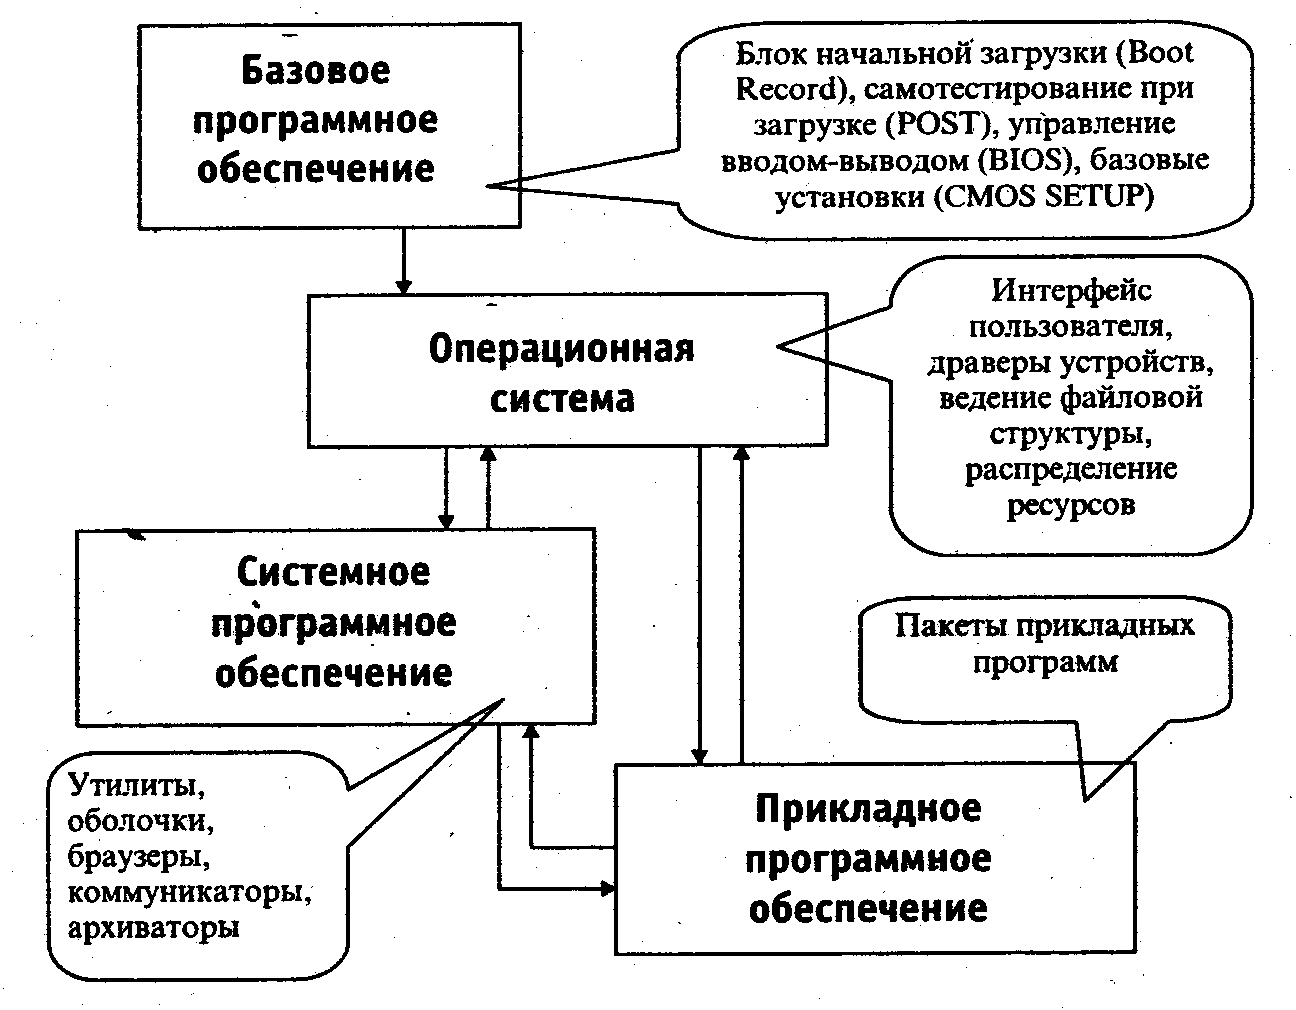 Базовое
программное
обеспечение
Блок начальной загрузки (Boot
Record), самотестирование при
загрузке (POST), управление
вводом-выводом (BIOS), базовые
установки (CMOS SETUP)
Операционная
система
Интерфейс
пользователя,
драверы устройств,
ведение файловой
структуры,
распределение
ресурсов
Системное
программное
обеспечение
Пакеты прикладных
программ
Утилиты,
оболочки,
браузеры,
коммуникаторы,
архиваторы
Прикладное
программное
обеспечение